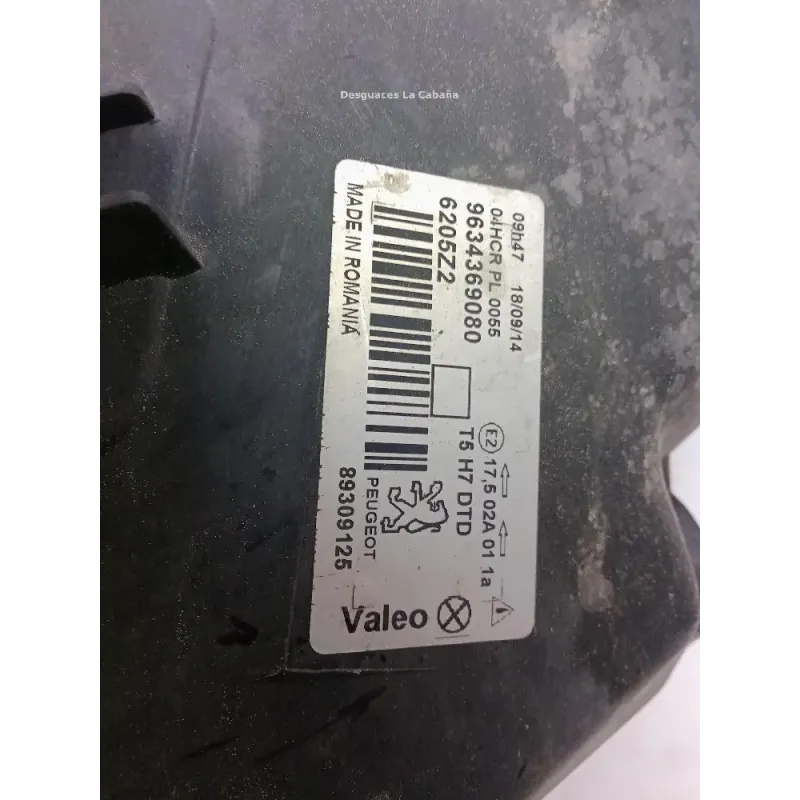 Desguaces La Cabaña
09h47 18/09/14
04HCR PL 0055
9634369080
6205Z2
MADE IN ROMANIA
E2 17,5 02A 01 1a
T5 H7 DTD
PEUGEOT
89309125
Valeo